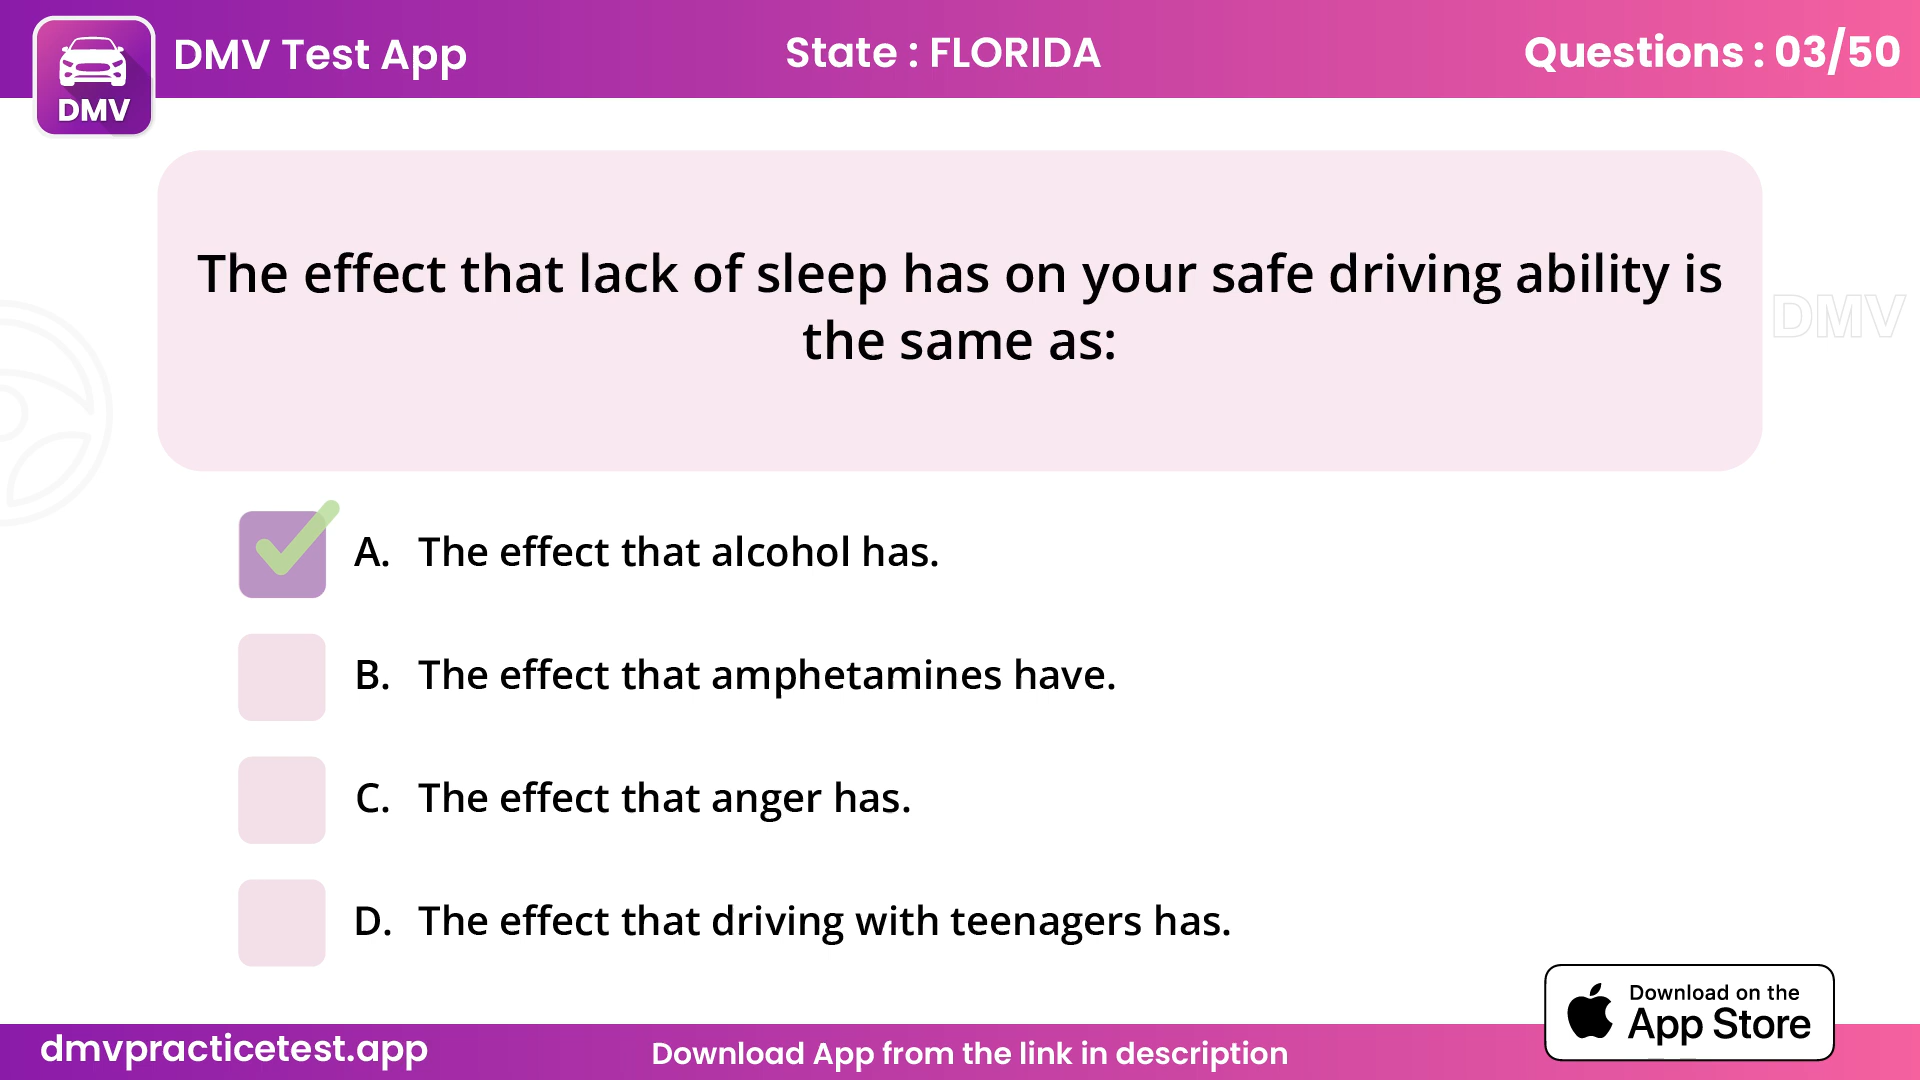 DMV Test App
State : FLORIDA
Questions : 03/50
DMV
The effect that lack of sleep has on your safe driving ability is
the same as:
DMV
A. The effect that alcohol has.
B. The effect that amphetamines have.
C. The effect that anger has.
D. The effect that driving with teenagers has.
Download on the
App Store
dmvpracticetest.app
Download App from the link in description